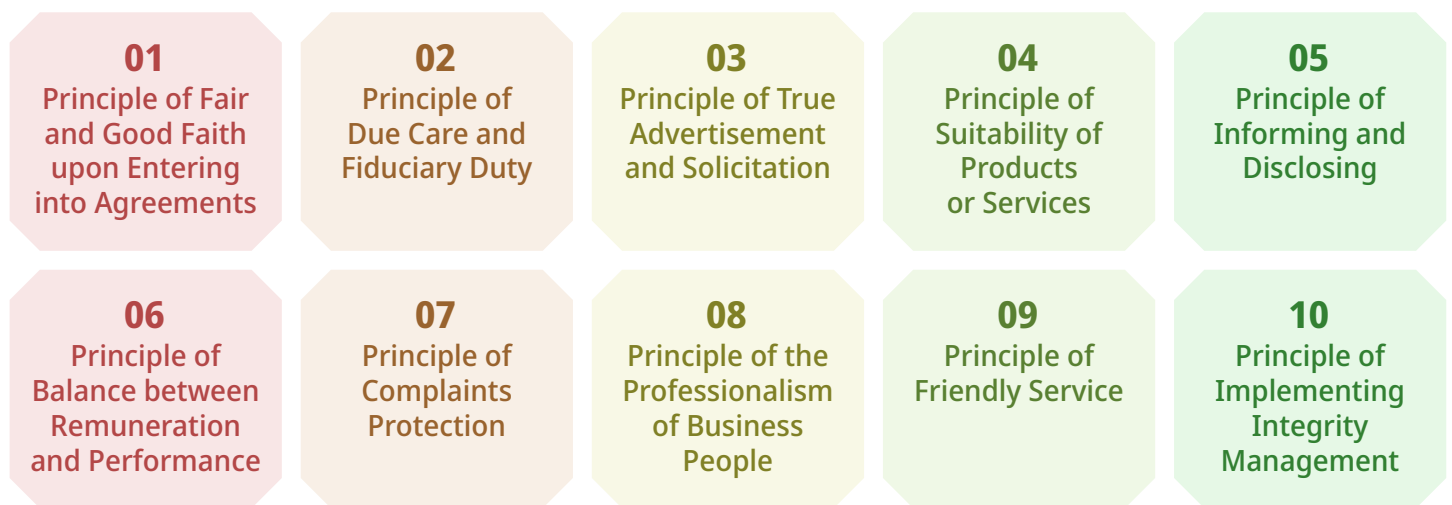 01
Principle of Fair
and Good Faith
upon Entering
into Agreements
02
Principle of
Due Care and
Fiduciary Duty
03
Principle of True
Advertisement
and Solicitation
04
Principle of
Suitability of
Products
or Services
05
Principle of
Informing and
Disclosing
06
Principle of
Balance between
Remuneration
and Performance
07
Principle of
Complaints
Protection
08
Principle of the
Professionalism
of Business
People
09
Principle of
Friendly Service
10
Principle of
Implementing
Integrity
Management